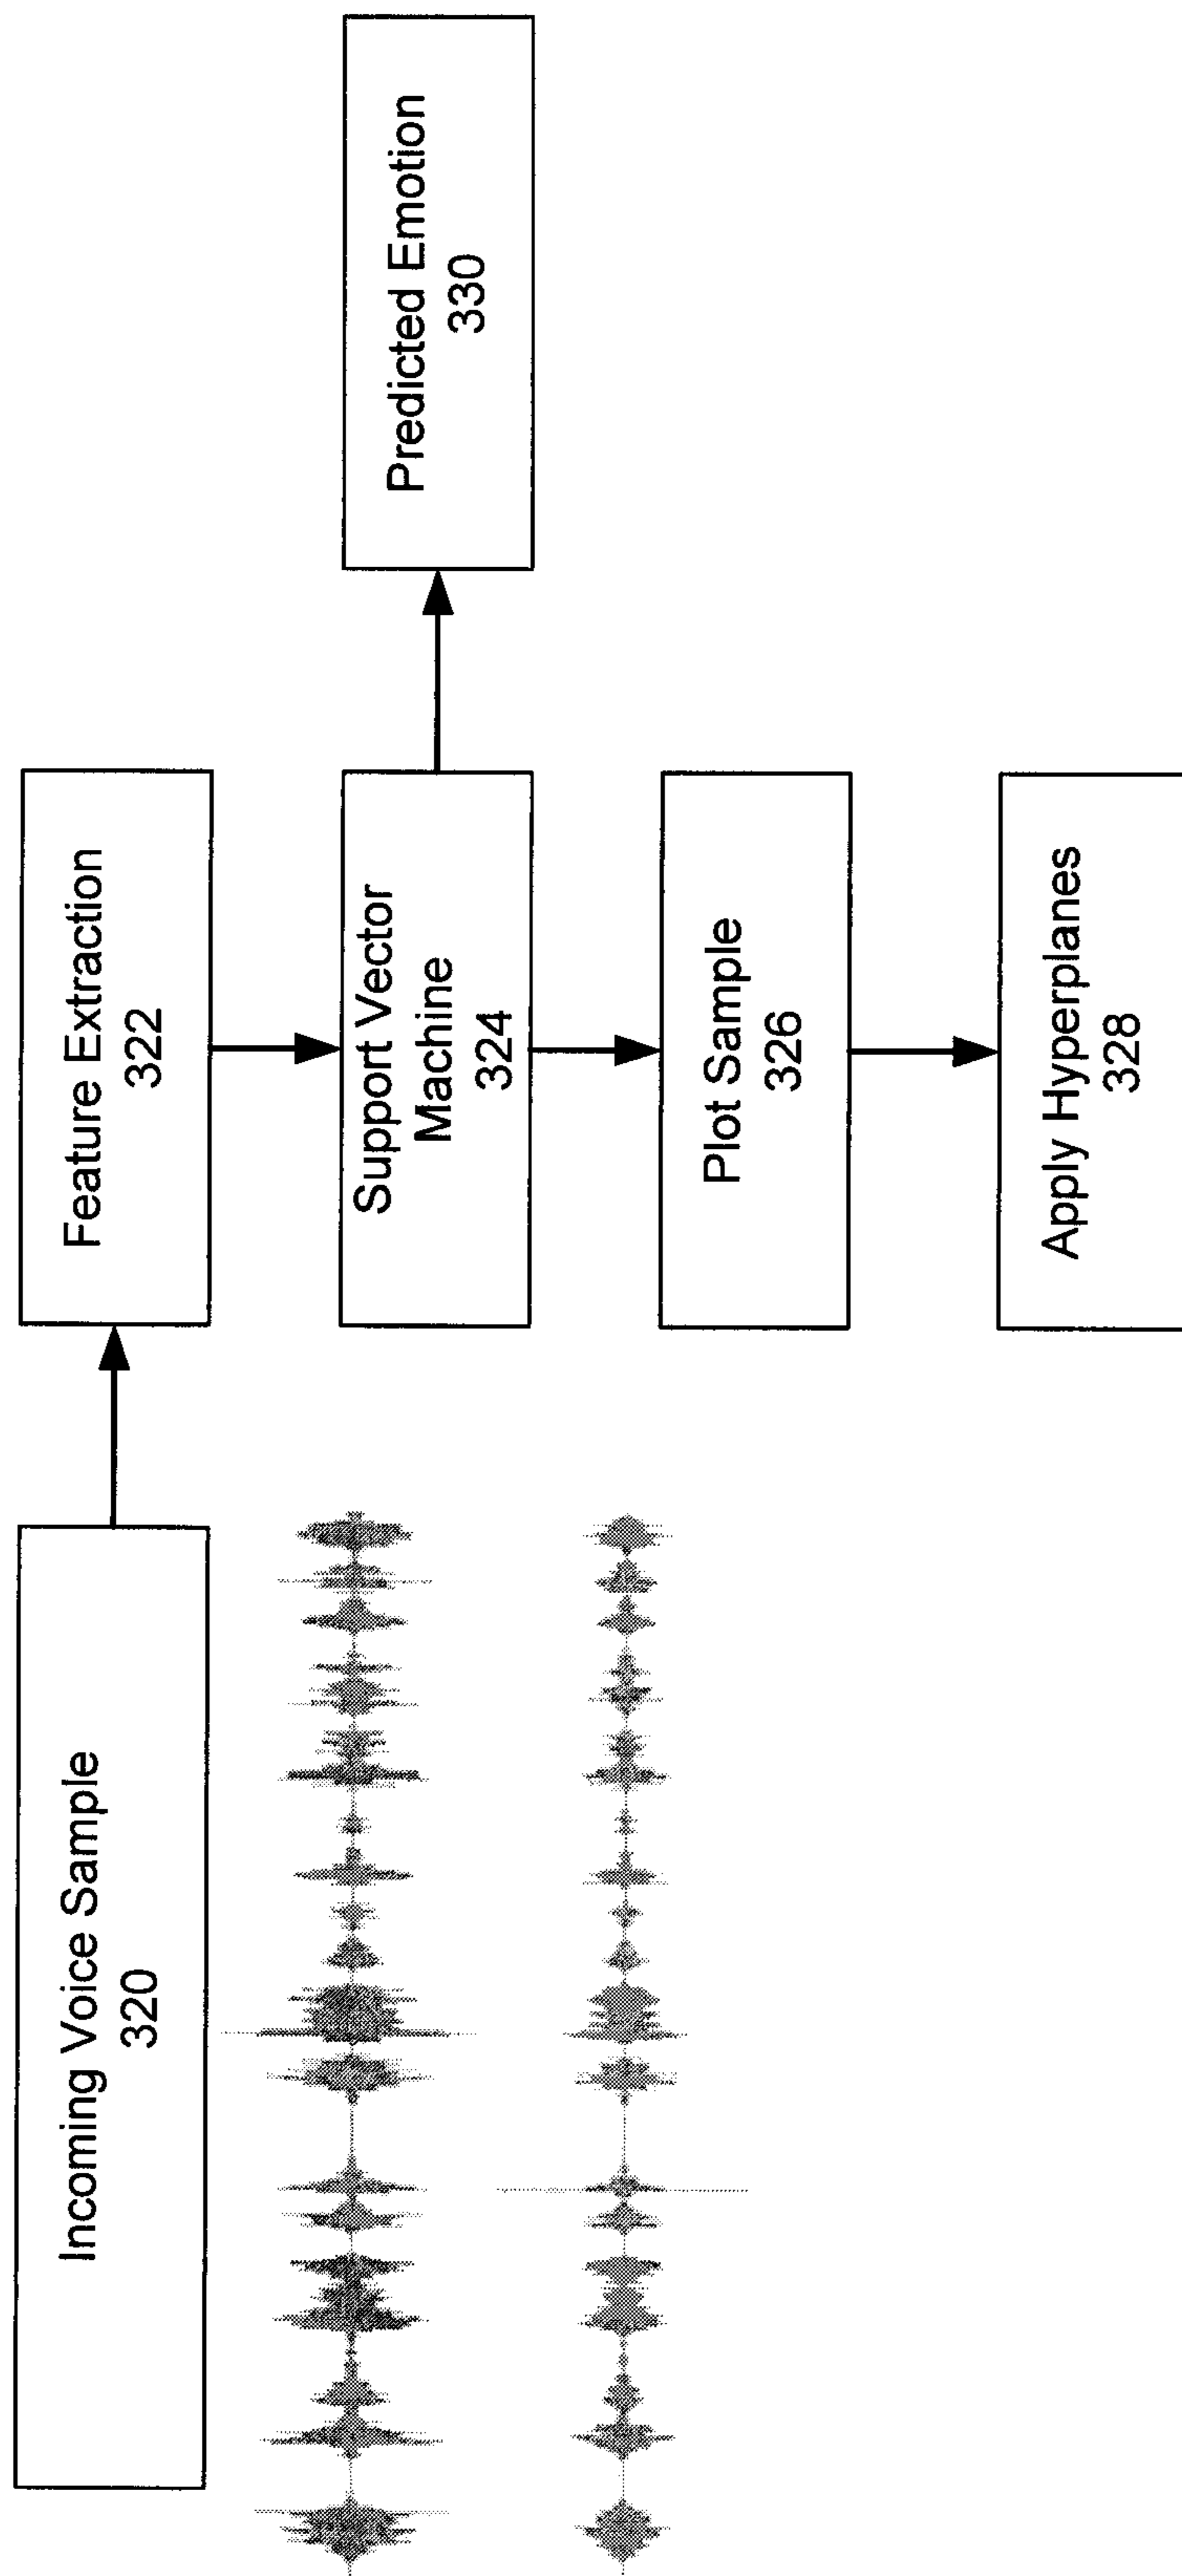 Incoming Voice Sample
320
Feature Extraction
322
Support Vector
Machine
324
Predicted Emotion
330
Plot Sample
326
Apply Hyperplanes
328